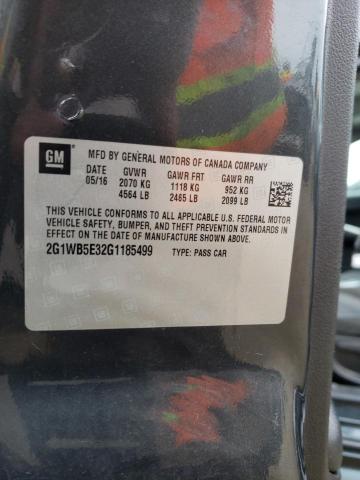 GM
MFD BY GENERAL MOTORS OF CANADA COMPANY
DATE GVWR GAWR FRT GAWR RR
05/16 2070 KG 1118 KG 952 KG
4564 LB 2465 LB 2099 LB
THIS VEHICLE CONFORMS TO ALL APPLICABLE U.S. FEDERAL MOTOR
VEHICLE SAFETY, BUMPER, AND THEFT PREVENTION STANDARDS IN
EFFECT ON THE DATE OF MANUFACTURE SHOWN ABOVE.
2G1WB5E32G1185499 TYPE: PASS CAR